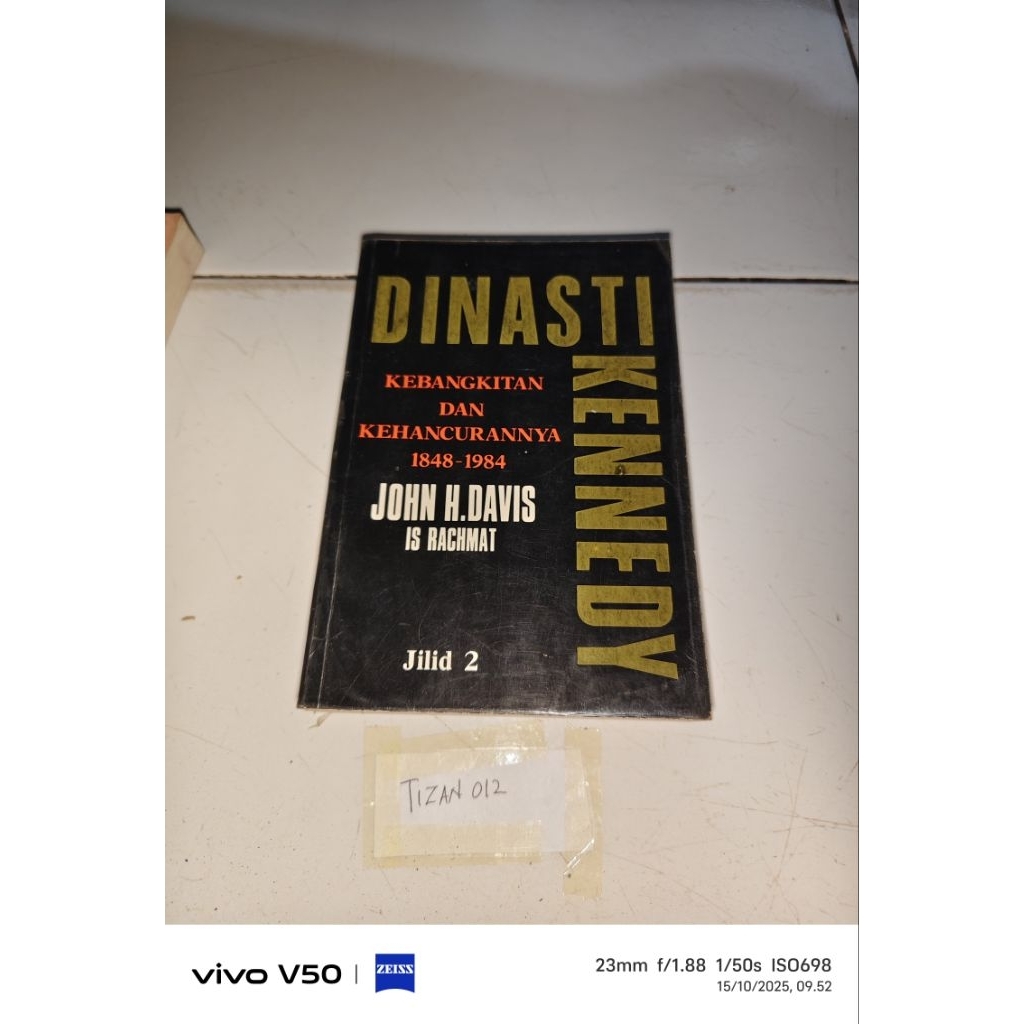 DINASTI
KENNEDY
KEBANGKITAN
DAN
KEHANCURANNYA
1848-1984
JOHN H. DAVIS
IS RACHMAT
Jilid 2
TIZAN 012
vivo V50 | ZEISS
23mm f/1.88 1/50s ISO698
15/10/2025, 09.52